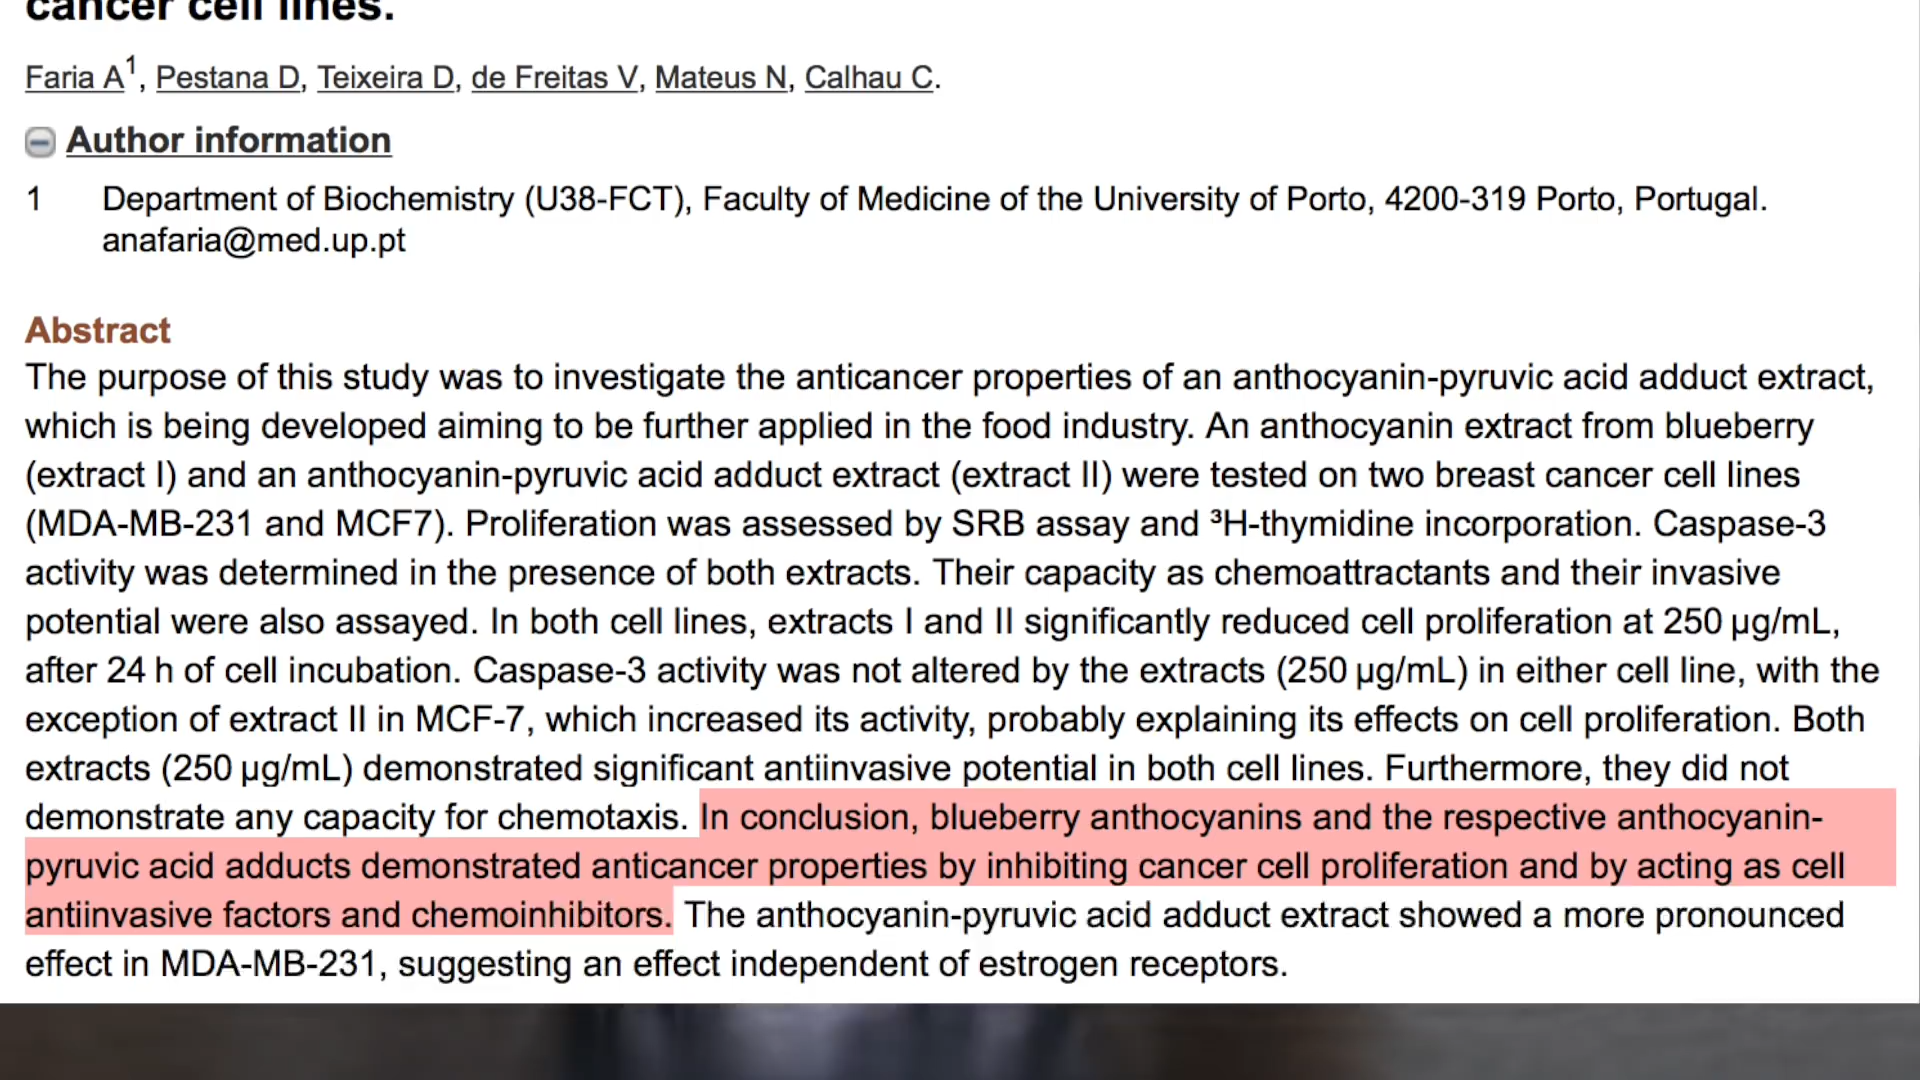 cancer cell lines.
Faria A1, Pestana D, Teixeira D, de Freitas V, Mateus N, Calhau C.
Author information
1 Department of Biochemistry (U38-FCT), Faculty of Medicine of the University of Porto, 4200-319 Porto, Portugal.
anafaria@med.up.pt
Abstract
The purpose of this study was to investigate the anticancer properties of an anthocyanin-pyruvic acid adduct extract,
which is being developed aiming to be further applied in the food industry. An anthocyanin extract from blueberry
(extract I) and an anthocyanin-pyruvic acid adduct extract (extract II) were tested on two breast cancer cell lines
(MDA-MB-231 and MCF7). Proliferation was assessed by SRB assay and ³H-thymidine incorporation. Caspase-3
activity was determined in the presence of both extracts. Their capacity as chemoattractants and their invasive
potential were also assayed. In both cell lines, extracts I and II significantly reduced cell proliferation at 250 µg/mL,
after 24 h of cell incubation. Caspase-3 activity was not altered by the extracts (250 µg/mL) in either cell line, with the
exception of extract II in MCF-7, which increased its activity, probably explaining its effects on cell proliferation. Both
extracts (250 µg/mL) demonstrated significant antiinvasive potential in both cell lines. Furthermore, they did not
demonstrate any capacity for chemotaxis. In conclusion, blueberry anthocyanins and the respective anthocyanin-
pyruvic acid adducts demonstrated anticancer properties by inhibiting cancer cell proliferation and by acting as cell
antiinvasive factors and chemoinhibitors. The anthocyanin-pyruvic acid adduct extract showed a more pronounced
effect in MDA-MB-231, suggesting an effect independent of estrogen receptors.